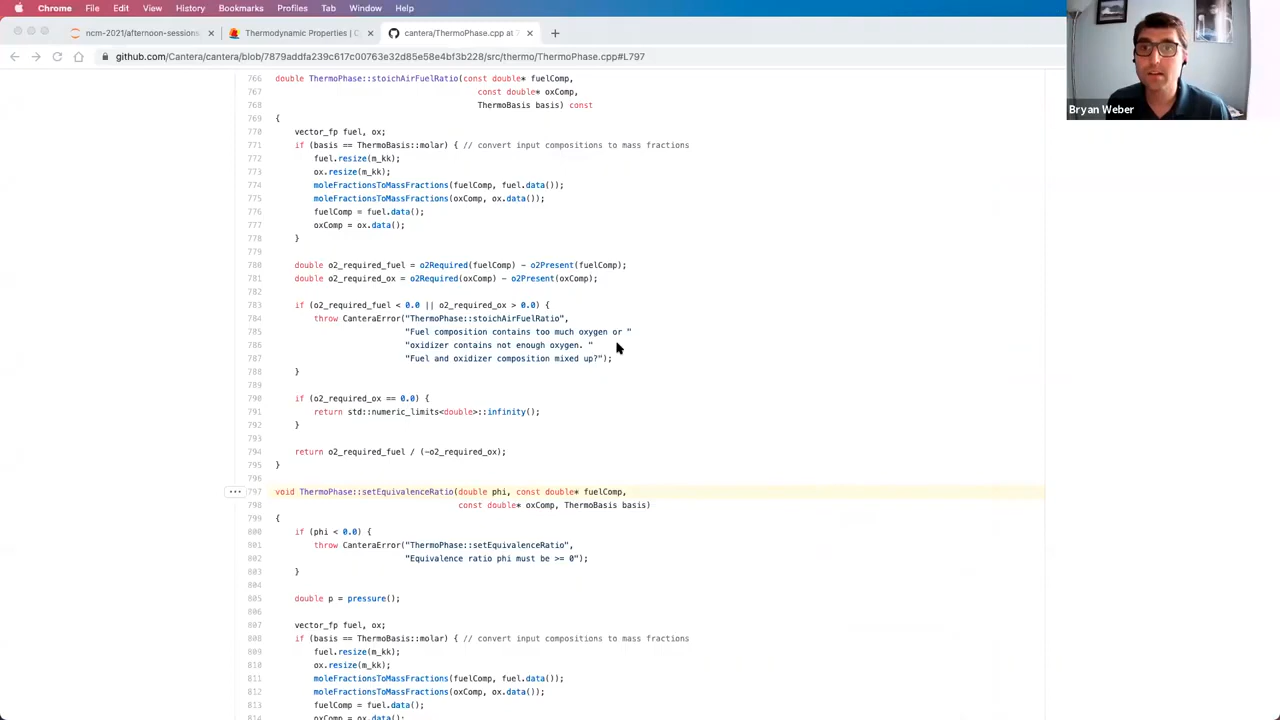 Chrome File Edit View History Bookmarks Profiles Tab Window Help
ncm-2021/afternoon-sessions Thermodynamic Properties | C cantera/ThermoPhase.cpp at 7
github.com/Cantera/cantera/blob/7879addfa239c617c00763e32d85e58e4bf3b228/src/thermo/ThermoPhase.cpp#L797
Bryan Weber
766 double ThermoPhase::stoichAirFuelRatio(const double* fuelComp,
767 const double* oxComp,
768 ThermoBasis basis) const
769 {
770 vector_fp fuel, ox;
771 if (basis == ThermoBasis::molar) { // convert input compositions to mass fractions
772 fuel.resize(m_kk);
773 ox.resize(m_kk);
774 moleFractionsToMassFractions(fuelComp, fuel.data());
775 moleFractionsToMassFractions(oxComp, ox.data());
776 fuelComp = fuel.data();
777 oxComp = ox.data();
778 }
779
780 double o2_required_fuel = o2Required(fuelComp) - o2Present(fuelComp);
781 double o2_required_ox = o2Required(oxComp) - o2Present(oxComp);
782
783 if (o2_required_fuel < 0.0 || o2_required_ox > 0.0) {
784 throw CanteraError("ThermoPhase::stoichAirFuelRatio",
785 "Fuel composition contains too much oxygen or "
786 "oxidizer contains not enough oxygen. "
787 "Fuel and oxidizer composition mixed up?");
788 }
789
790 if (o2_required_ox == 0.0) {
791 return std::numeric_limits<double>::infinity();
792 }
793
794 return o2_required_fuel / (-o2_required_ox);
795 }
796
797 void ThermoPhase::setEquivalenceRatio(double phi, const double* fuelComp,
798 const double* oxComp, ThermoBasis basis)
799 {
800 if (phi < 0.0) {
801 throw CanteraError("ThermoPhase::setEquivalenceRatio",
802 "Equivalence ratio phi must be >= 0");
803 }
804
805 double p = pressure();
806
807 vector_fp fuel, ox;
808 if (basis == ThermoBasis::molar) { // convert input compositions to mass fractions
809 fuel.resize(m_kk);
810 ox.resize(m_kk);
811 moleFractionsToMassFractions(fuelComp, fuel.data());
812 moleFractionsToMassFractions(oxComp, ox.data());
813 fuelComp = fuel.data();
814 oxComp = ox.data();